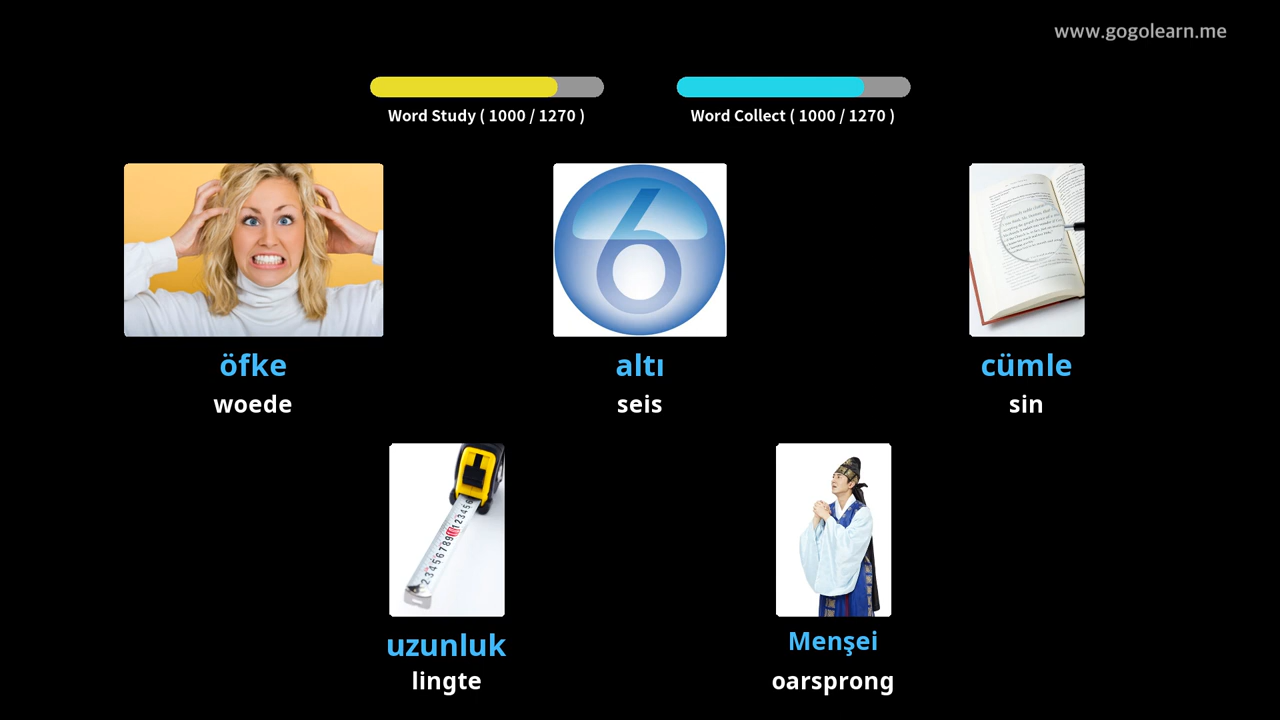 www.gogolearn.me
Word Study ( 1000 / 1270 )
Word Collect ( 1000 / 1270 )
6
öfke
woede
altı
seis
cümle
sin
uzunluk
lingte
Menşei
oarsprong